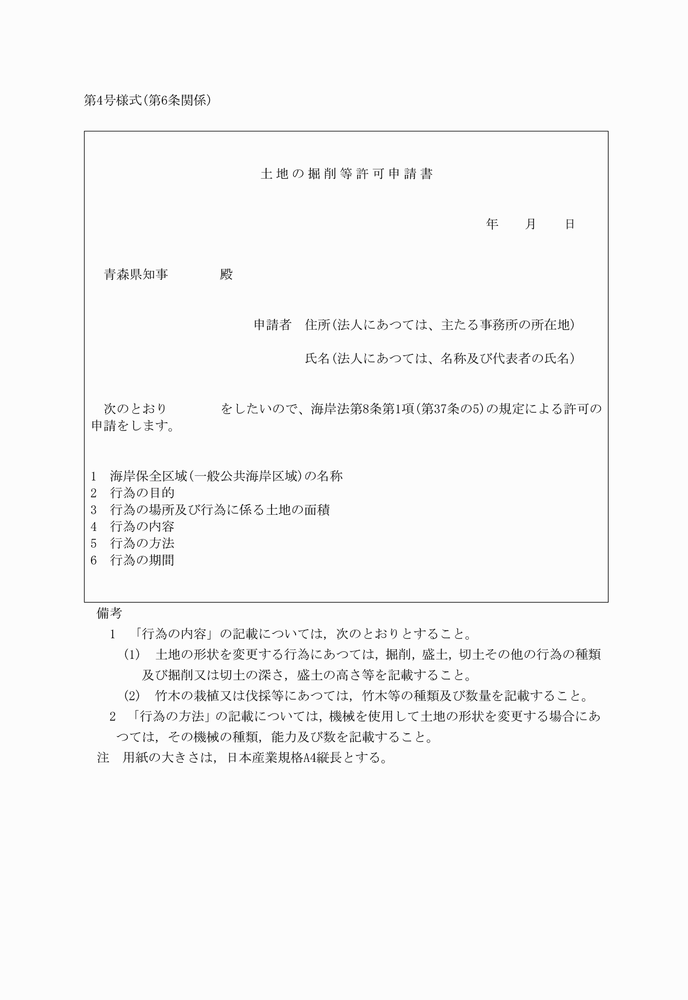 第4号様式(第6条関係)
土地の掘削等許可申請書
年　　月　　日
青森県知事　　　　殿
申請者　住所(法人にあつては、主たる事務所の所在地)
氏名(法人にあつては、名称及び代表者の氏名)
次のとおり　　　　をしたいので、海岸法第8条第1項(第37条の5)の規定による許可の
申請をします。
1　海岸保全区域(一般公共海岸区域)の名称
2　行為の目的
3　行為の場所及び行為に係る土地の面積
4　行為の内容
5　行為の方法
6　行為の期間
備考
1　「行為の内容」の記載については，次のとおりとすること。
(1)　土地の形状を変更する行為にあつては，掘削，盛土，切土その他の行為の種類
及び掘削又は切土の深さ，盛土の高さ等を記載すること。
(2)　竹木の栽植又は伐採等にあつては，竹木等の種類及び数量を記載すること。
2　「行為の方法」の記載については，機械を使用して土地の形状を変更する場合にあ
つては，その機械の種類，能力及び数を記載すること。
注　用紙の大きさは，日本産業規格A4縦長とする。